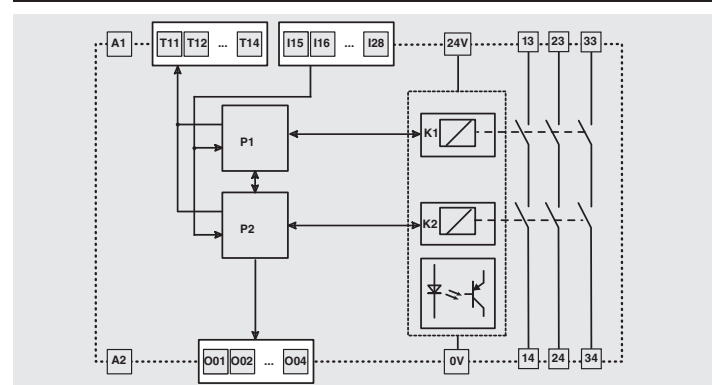 A1 T11 T12 ... T14 I15 I16 ... I28 24V 13 23 33
P1 K1
P2 K2
A2 O01 O02 ... O04 0V 14 24 34